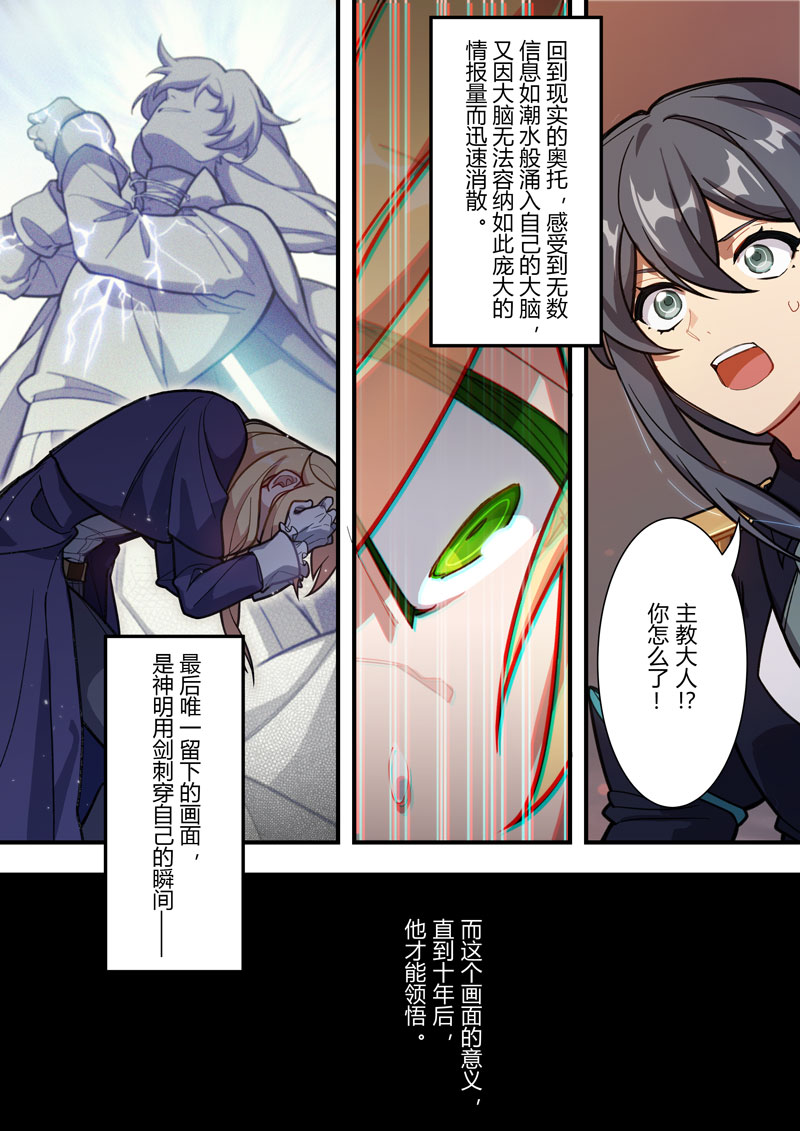 主教大人!?
你怎么了！
回到现实的奥托，感受到无数
信息如潮水般涌入自己的大脑，
又因大脑无法容纳如此庞大的
情报量而迅速消散。
最后唯一留下的画面，
是神明用剑刺穿自己的瞬间——
而这个画面的意义，
直到十年后，
他才能领悟。